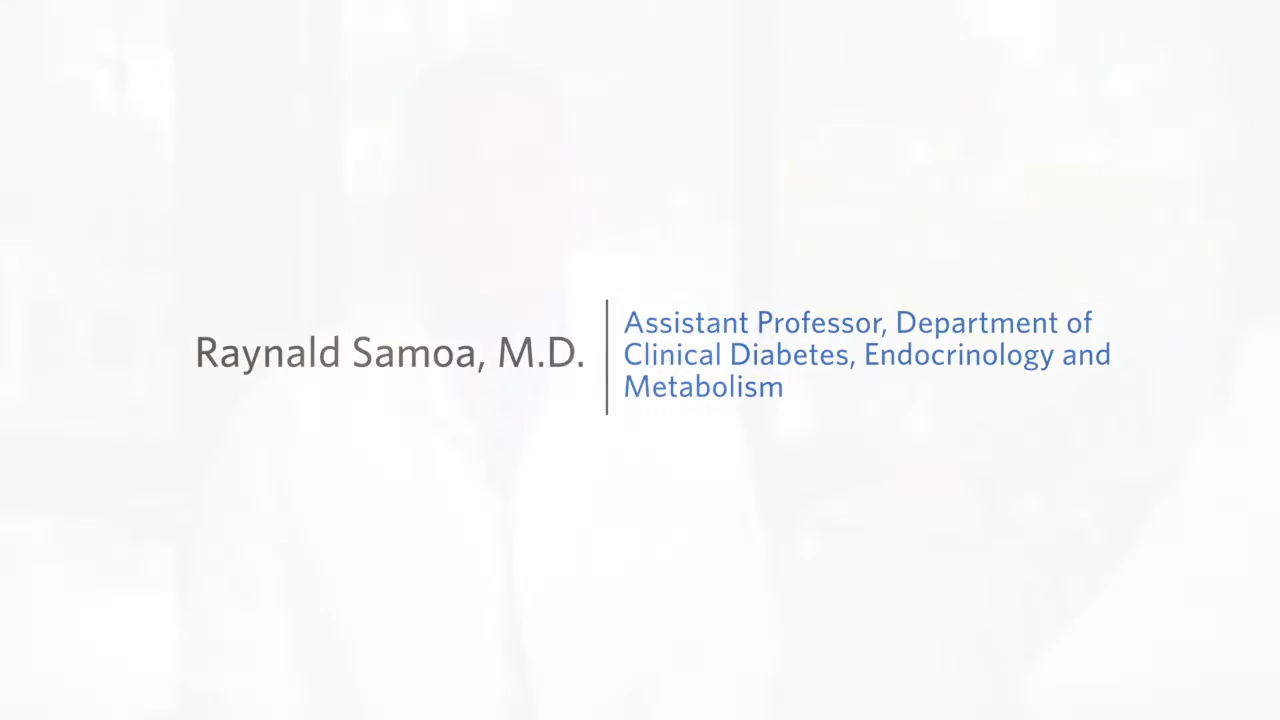 Raynald Samoa, M.D.
Assistant Professor, Department of
Clinical Diabetes, Endocrinology and
Metabolism